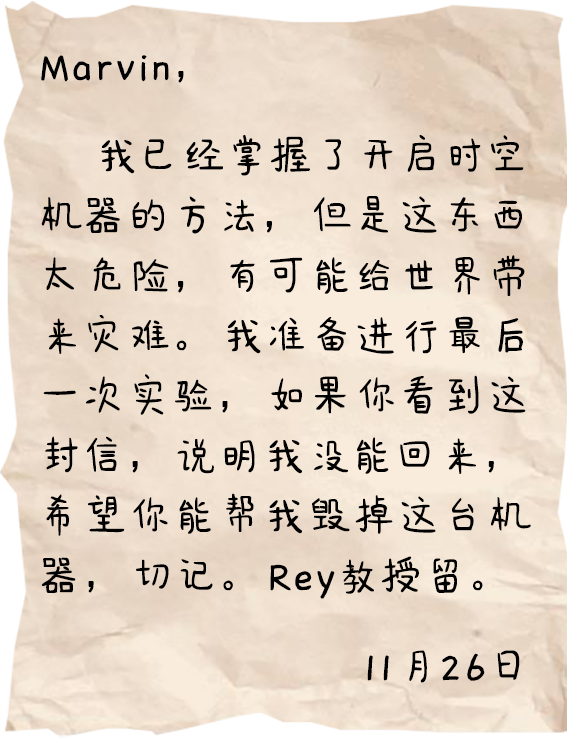 Marvin,
我已经掌握了开启时空
机器的方法，但是这东西
太危险，有可能给世界带
来灾难。我准备进行最后
一次实验，如果你看到这
封信，说明我没能回来，
希望你能帮我毁掉这台机
器，切记。Rey教授留。
11月26日